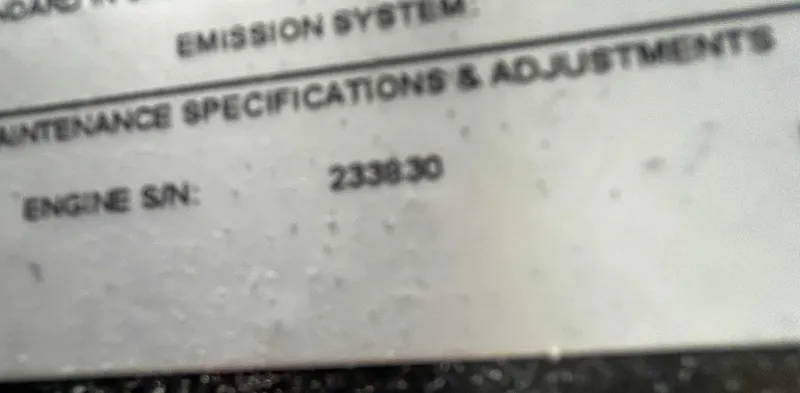 EMISSION SYSTEM:
MAINTENANCE SPECIFICATIONS & ADJUSTMENTS
ENGINE S/N: 233830